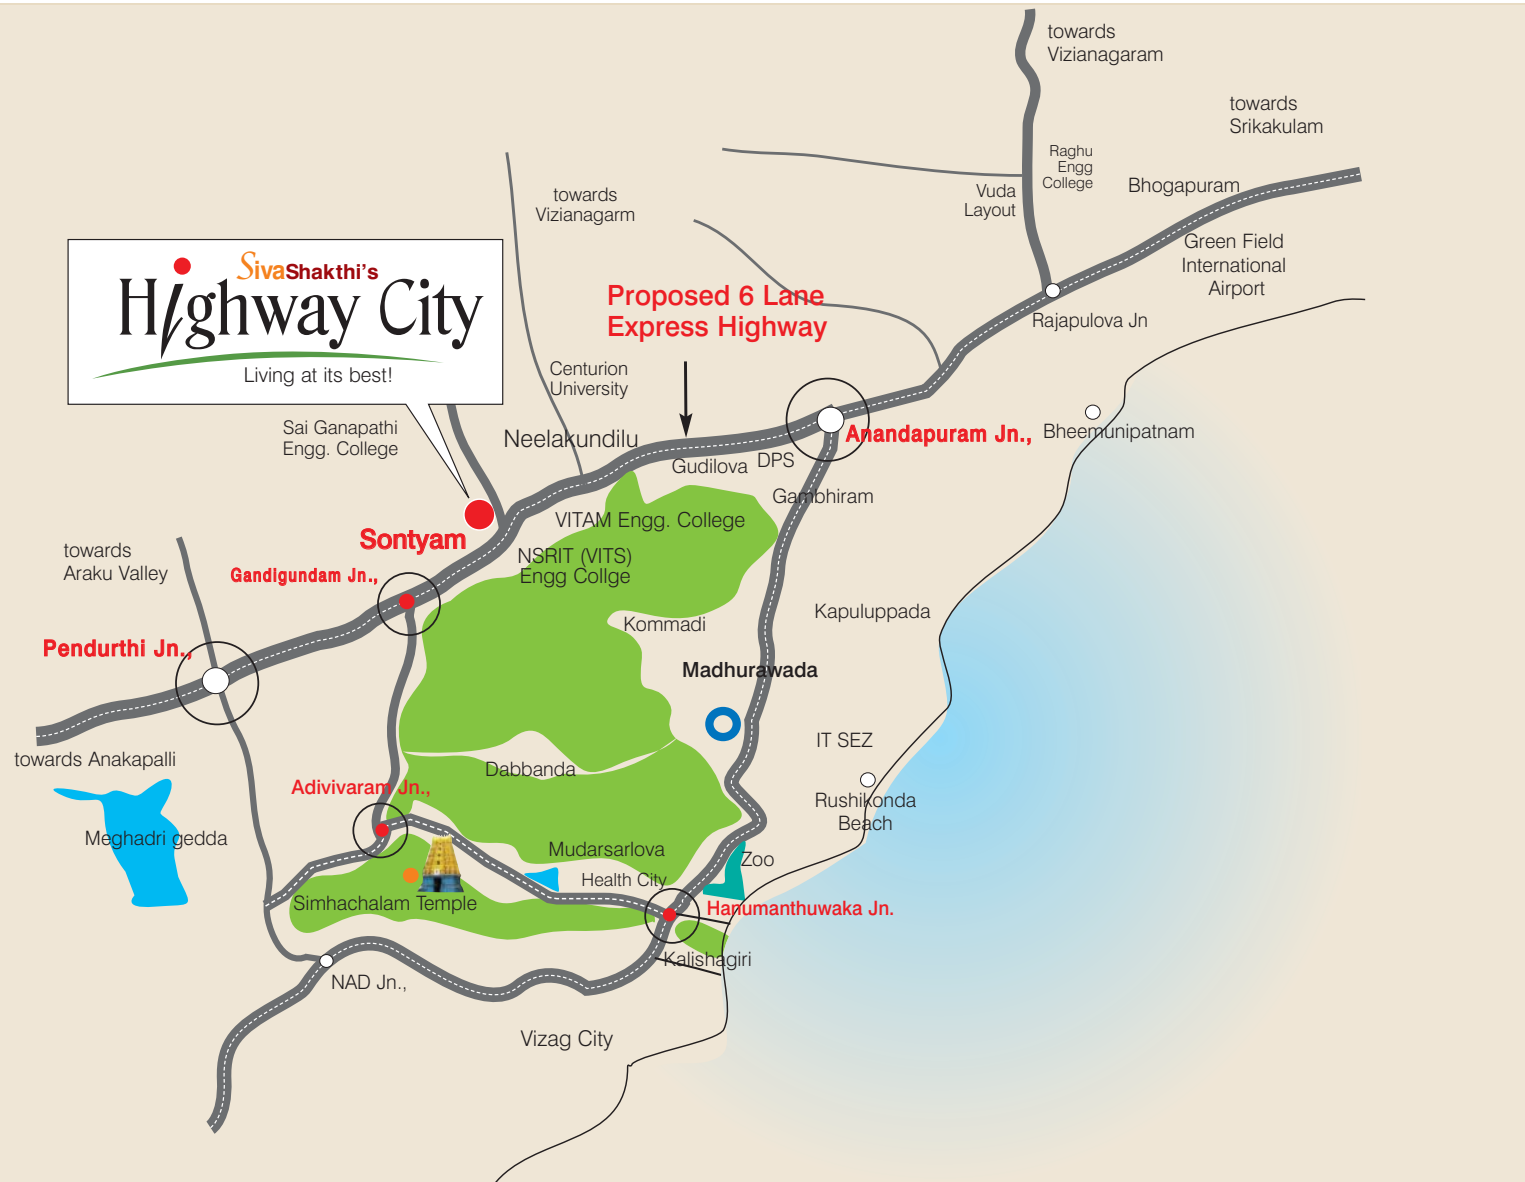 towards
Vizianagaram
towards
Srikakulam
Raghu
Engg
College
Bhogapuram
Vuda
Layout
towards
Vizianagarm
Green Field
International
Airport
SivaShakthi's
Highway City
Living at its best!
Proposed 6 Lane
Express Highway
Rajapulova Jn
Centurion
University
Sai Ganapathi
Engg. College
Neelakundilu
Anandapuram Jn.,
Bheemunipatnam
Gudilova
DPS
Gambhiram
VITAM Engg. College
Sontyam
towards
Araku Valley
NSRIT (VITS)
Engg Collge
Gandigundam Jn.,
Kapuluppada
Kommadi
Pendurthi Jn.,
Madhurawada
IT SEZ
towards Anakapalli
Dabbanda
Adivivaram Jn.,
Rushikonda
Beach
Meghadri gedda
Mudarsarlova
Zoo
Health City
Simhachalam Temple
Hanumanthuwaka Jn.
Kalishagiri
NAD Jn.,
Vizag City